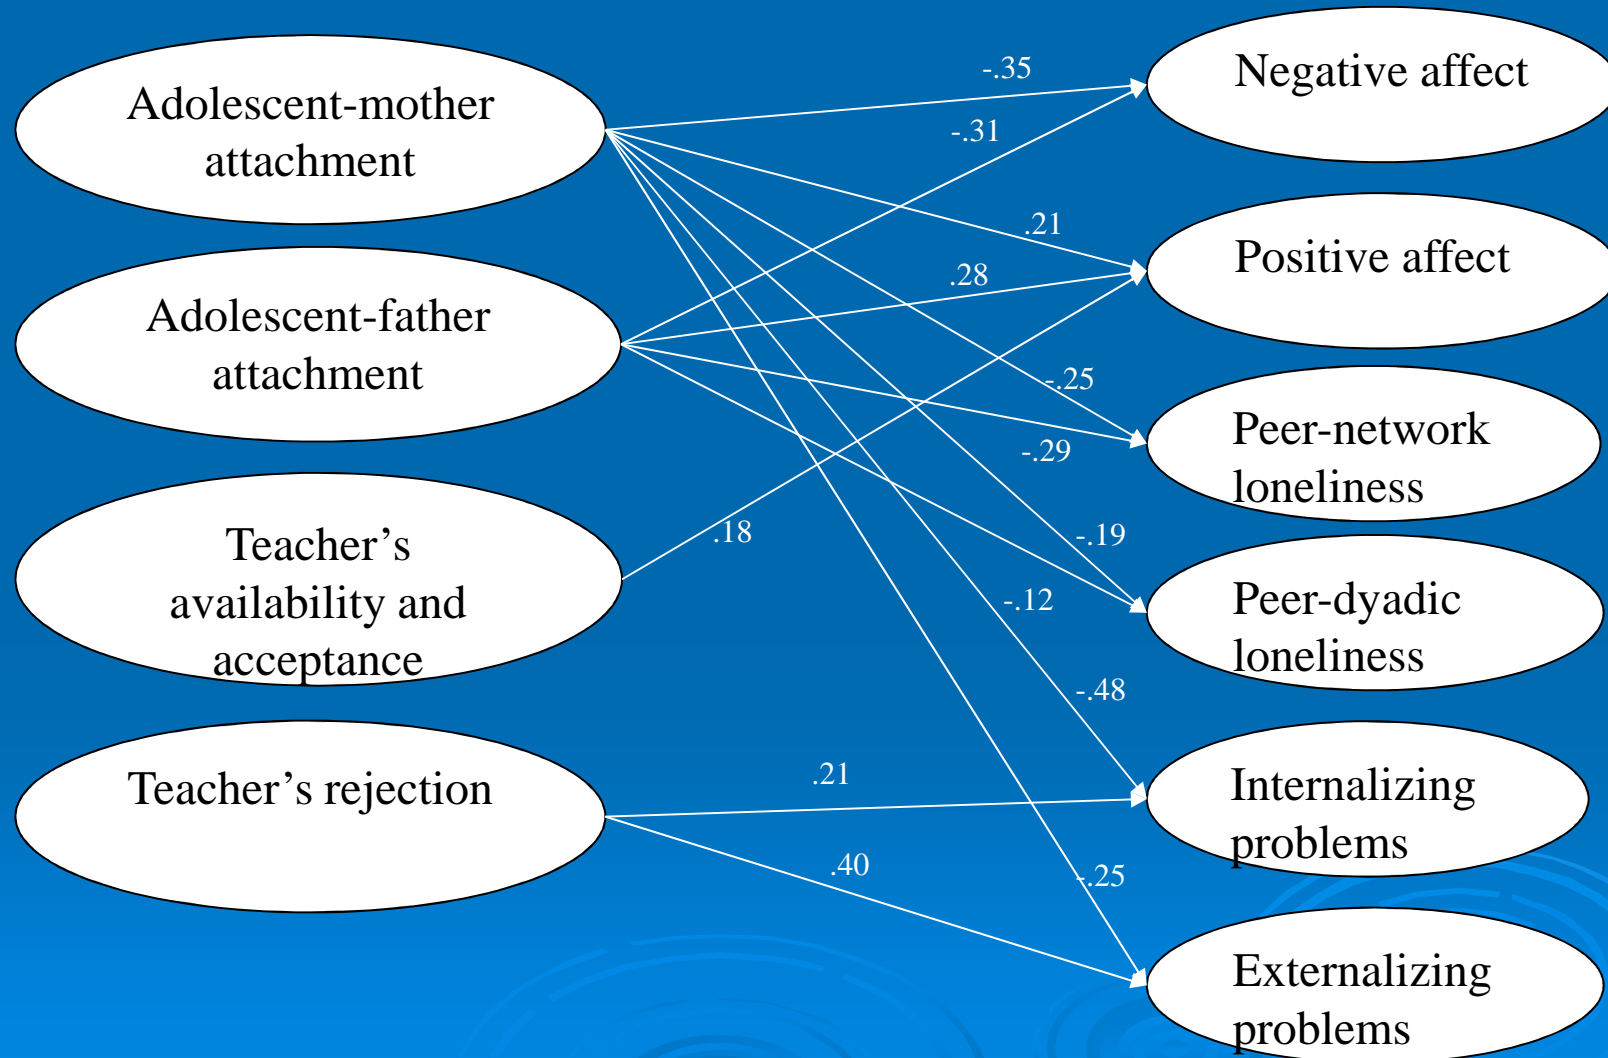 Adolescent-mother
attachment
Adolescent-father
attachment
Teacher’s
availability and
acceptance
Teacher’s rejection
-.35
-.31
.21
.28
-.25
-.29
.18
-.19
-.12
-.48
.21
.40
-.25
Negative affect
Positive affect
Peer-network
loneliness
Peer-dyadic
loneliness
Internalizing
problems
Externalizing
problems